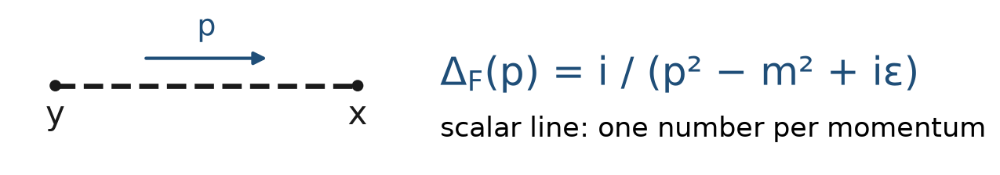 p
y
x
Δ_F(p) = i / (p² − m² + iε)
scalar line: one number per momentum